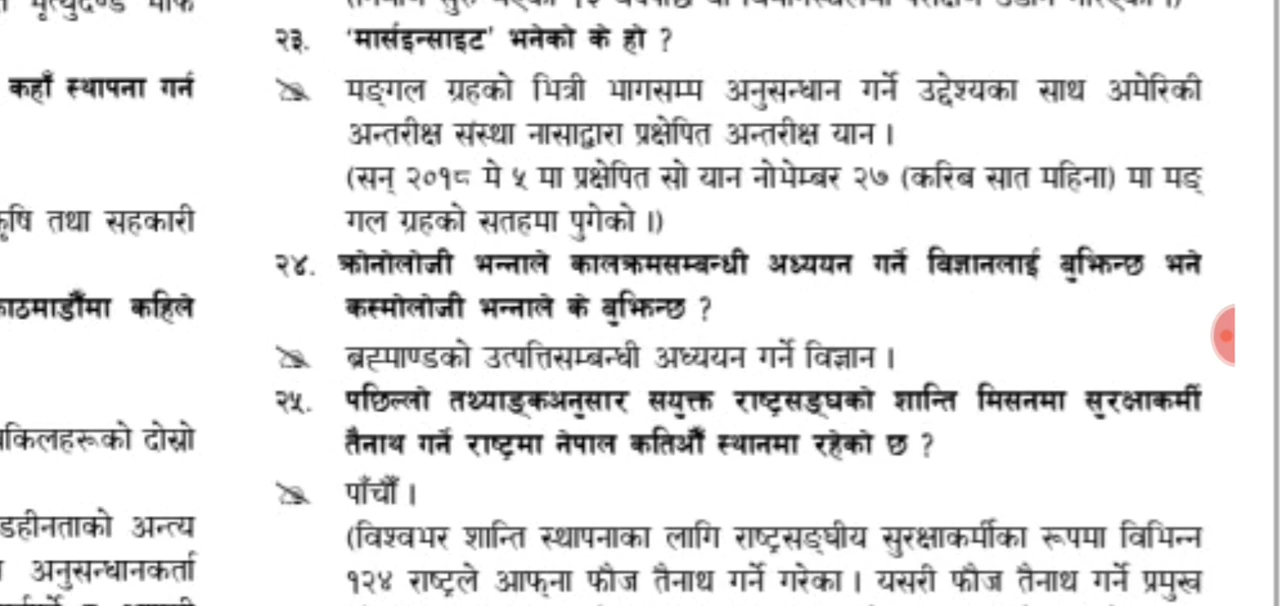 कहाँ स्थापना गर्न
कृषि तथा सहकारी
काठमाडौँमा कहिले
डहीनताको अन्त्य
अनुसन्धानकर्ता
२३. 'मार्सइन्साइट' भनेको के हो ?
मङ्गल ग्रहको भित्री भागसम्म अनुसन्धान गर्ने उद्देश्यका साथ अमेरिकी
अन्तरीक्ष संस्था नासाद्वारा प्रक्षेपित अन्तरीक्ष यान ।
(सन् २०१८ मे ५ मा प्रक्षेपित सो यान नोभेम्बर २७ (करिब सात महिना) मा मङ्
गल ग्रहको सतहमा पुगेको ।)
२४. क्रोनोलोजी भन्नाले कालक्रमसम्बन्धी अध्ययन गर्ने विज्ञानलाई बुझिन्छ भने
कस्मोलोजी भन्नाले के बुझिन्छ ?
ब्रह्माण्डको उत्पत्तिसम्बन्धी अध्ययन गर्ने विज्ञान ।
२५. पछिल्लो तथ्याङ्कअनुसार सयुक्त राष्ट्रसङ्घको शान्ति मिसनमा सुरक्षाकर्मी
तैनाथ गर्ने राष्ट्रमा नेपाल कतिऔँ स्थानमा रहेको छ ?
पाँचौँ ।
(विश्वभर शान्ति स्थापनाका लागि राष्ट्रसङ्घीय सुरक्षाकर्मीका रूपमा विभिन्न
१२४ राष्ट्रले आफ्ना फौज तैनाथ गर्ने गरेका । यसरी फौज तैनाथ गर्ने प्रमुख